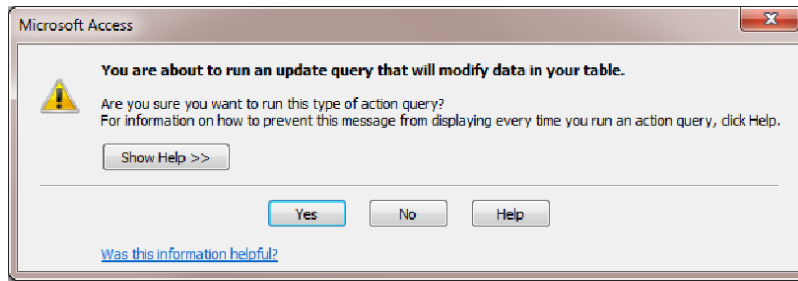 Microsoft Access
You are about to run an update query that will modify data in your table.
Are you sure you want to run this type of action query?
For information on how to prevent this message from displaying every time you run an action query, click Help.
Show Help >>
Yes No Help
Was this information helpful?